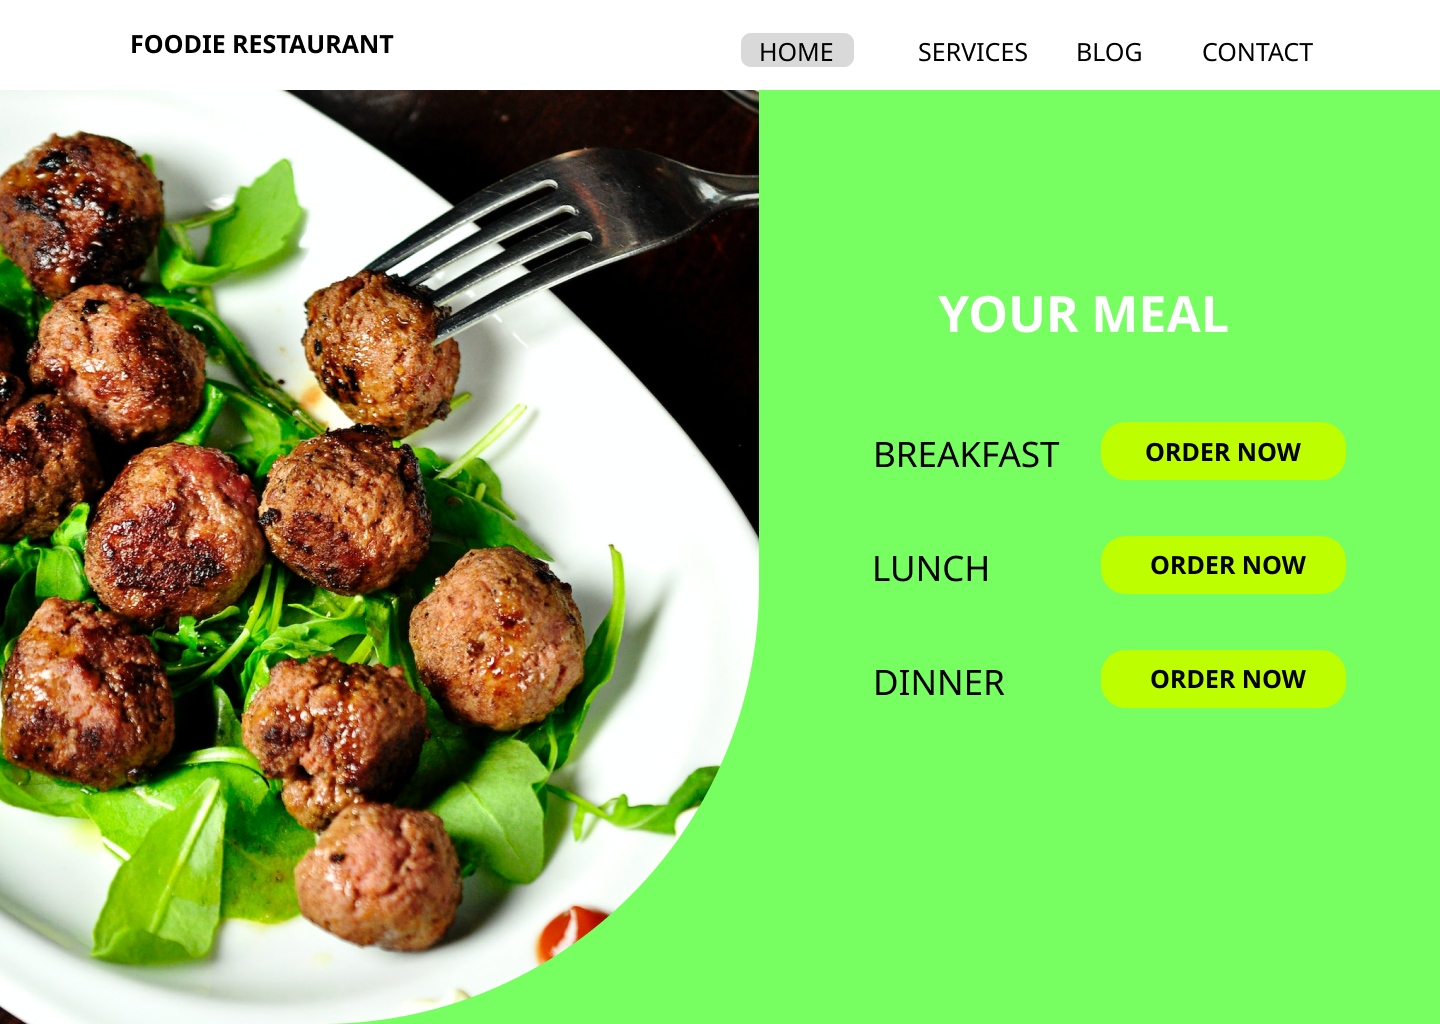 FOODIE RESTAURANT
HOME SERVICES BLOG CONTACT
YOUR MEAL
BREAKFAST ORDER NOW
LUNCH ORDER NOW
DINNER ORDER NOW